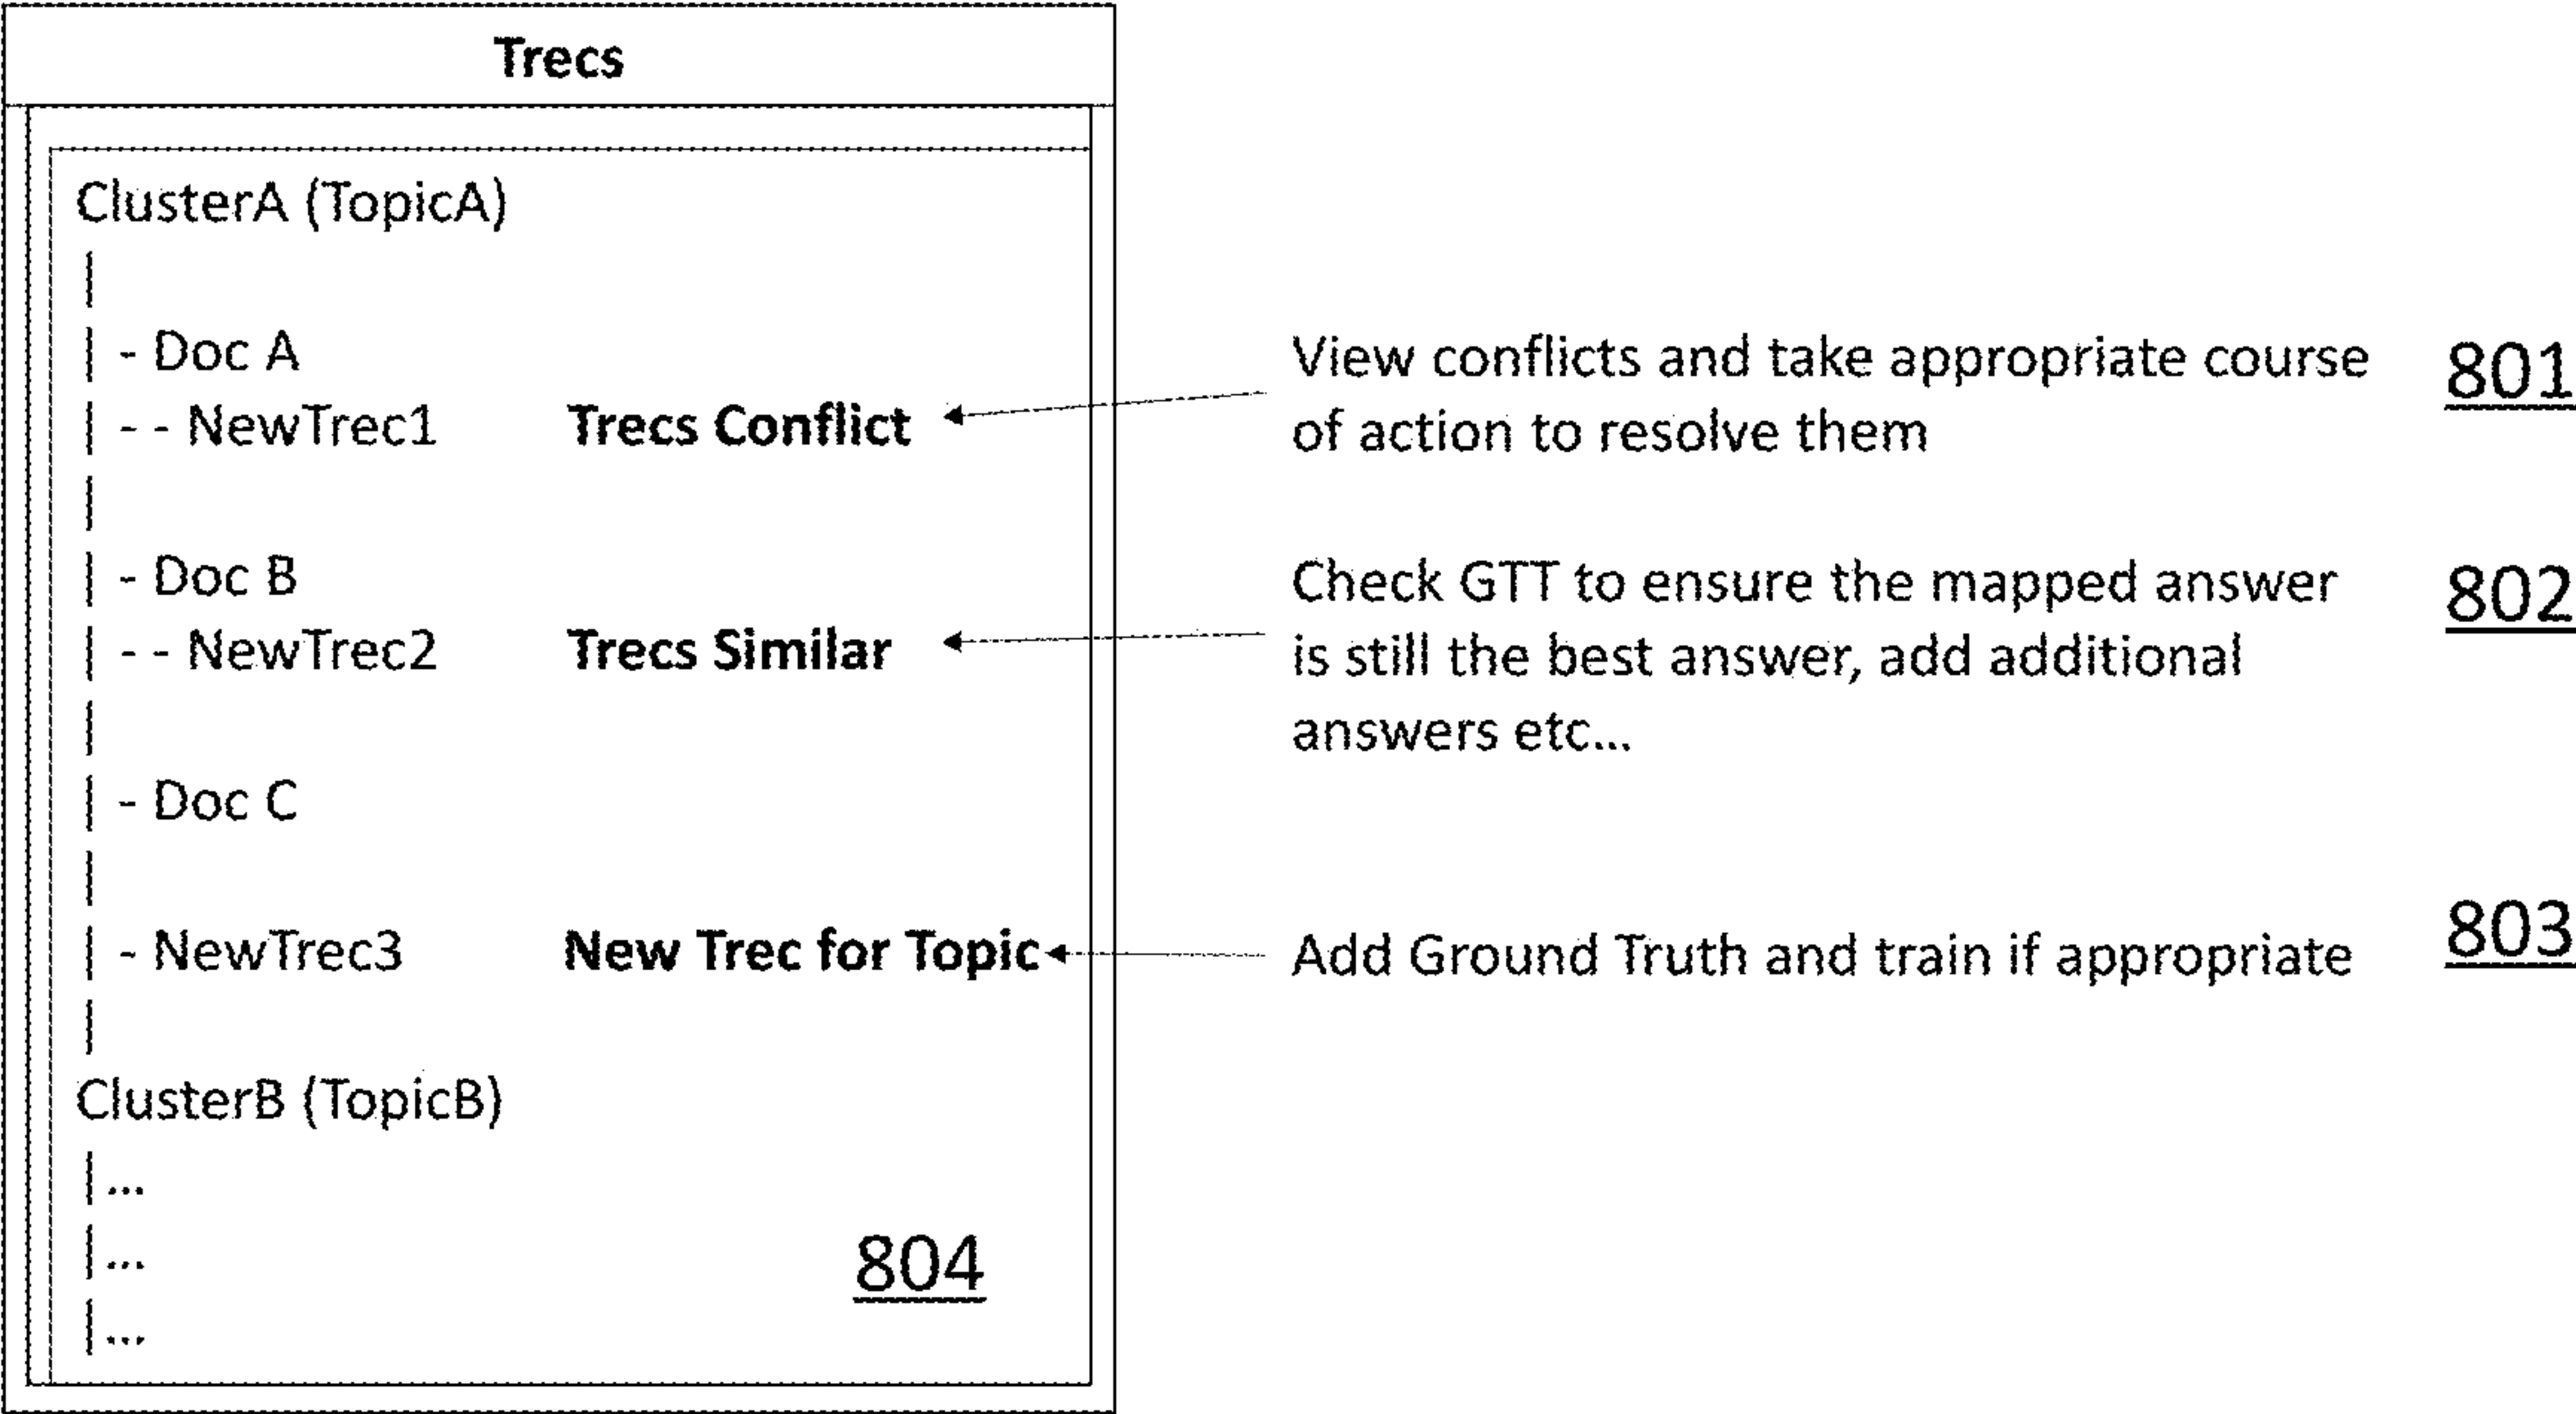 Trecs
ClusterA (TopicA)
|
| - Doc A
| - - NewTrec1 Trecs Conflict
|
| - Doc B
| - - NewTrec2 Trecs Similar
|
| - Doc C
|
| - NewTrec3 New Trec for Topic
|
ClusterB (TopicB)
|...
|...
|...
804
View conflicts and take appropriate course 801
of action to resolve them
Check GTT to ensure the mapped answer 802
is still the best answer, add additional
answers etc...
Add Ground Truth and train if appropriate 803